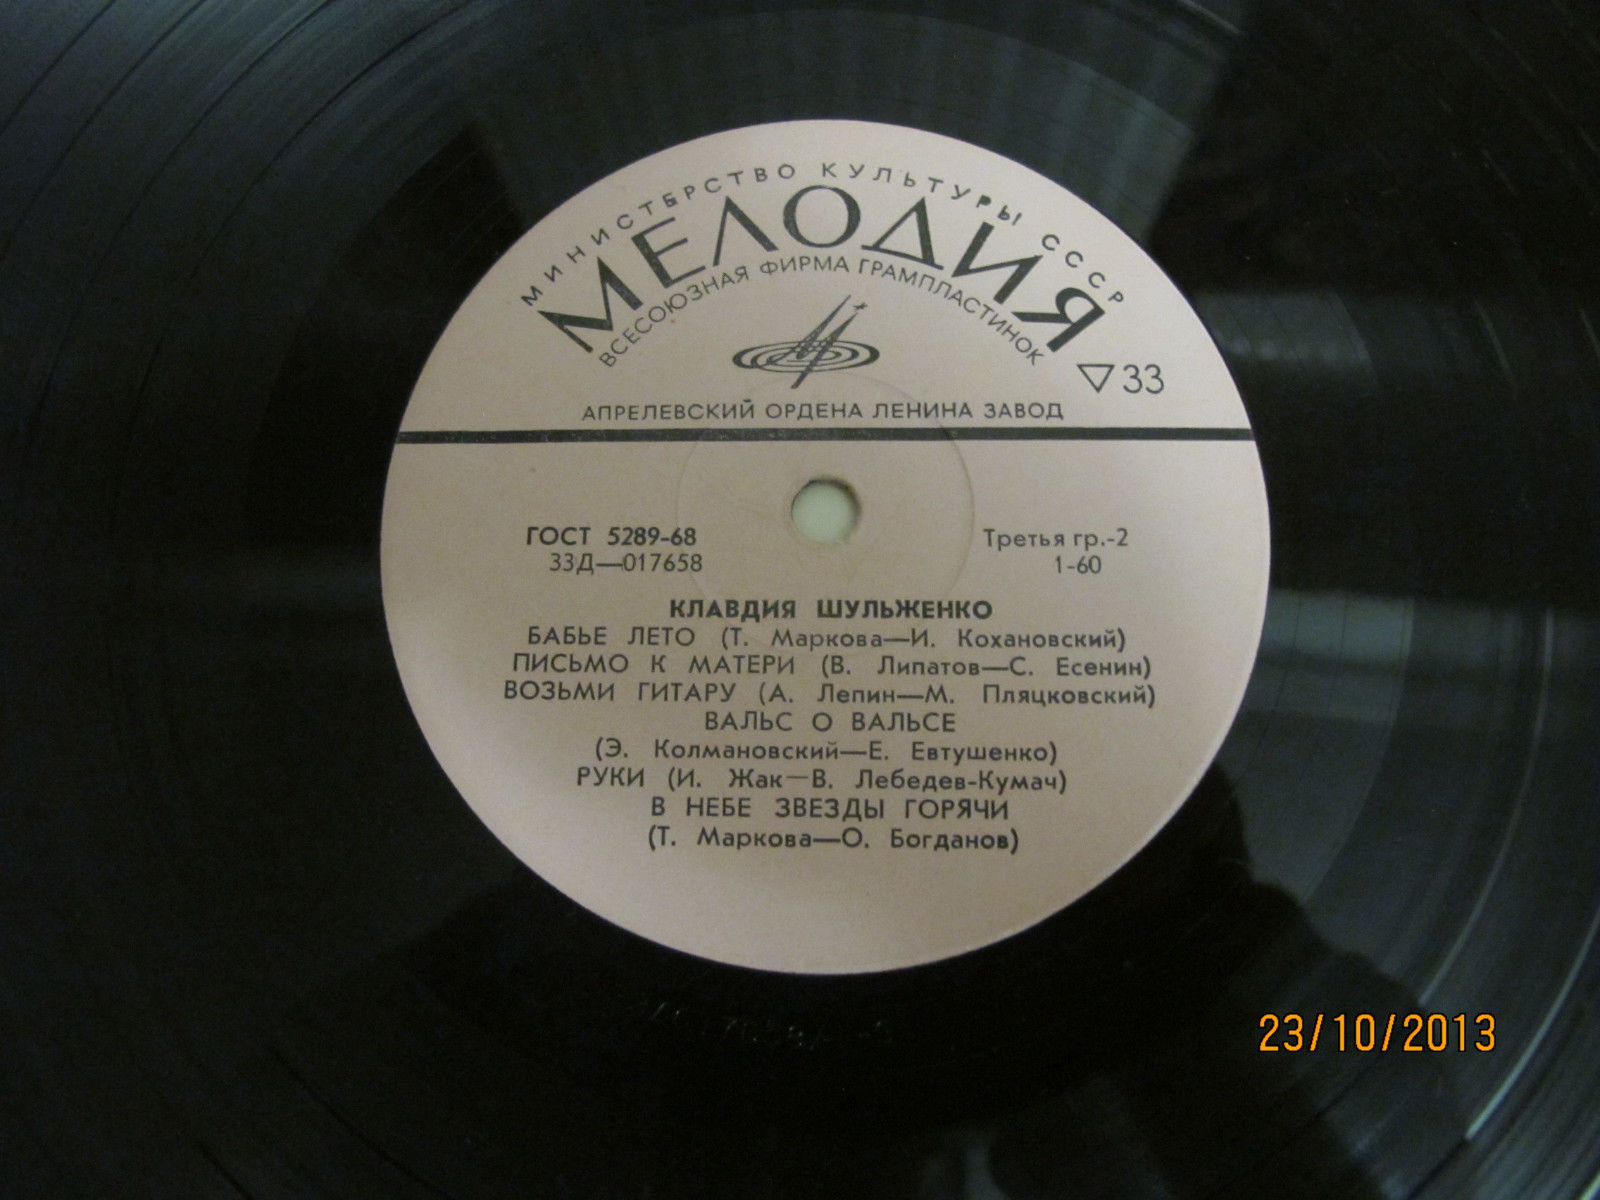 МИНИСТЕРСТВО КУЛЬТУРЫ СССР
МЕЛОДИЯ
ВСЕСОЮЗНАЯ ФИРМА ГРАМПЛАСТИНОК
33
АПРЕЛЕВСКИЙ ОРДЕНА ЛЕНИНА ЗАВОД
ГОСТ 5289-68
33Д—017658
Третья гр.-2
1-60
КЛАВДИЯ ШУЛЬЖЕНКО
БАБЬЕ ЛЕТО (Т. Маркова—И. Кохановский)
ПИСЬМО К МАТЕРИ (В. Липатов—С. Есенин)
ВОЗЬМИ ГИТАРУ (А. Лепин—М. Пляцковский)
ВАЛЬС О ВАЛЬСЕ
(Э. Колмановский—Е. Евтушенко)
РУКИ (И. Жак—В. Лебедев-Кумач)
В НЕБЕ ЗВЕЗДЫ ГОРЯЧИ
(Т. Маркова—О. Богданов)
23/10/2013